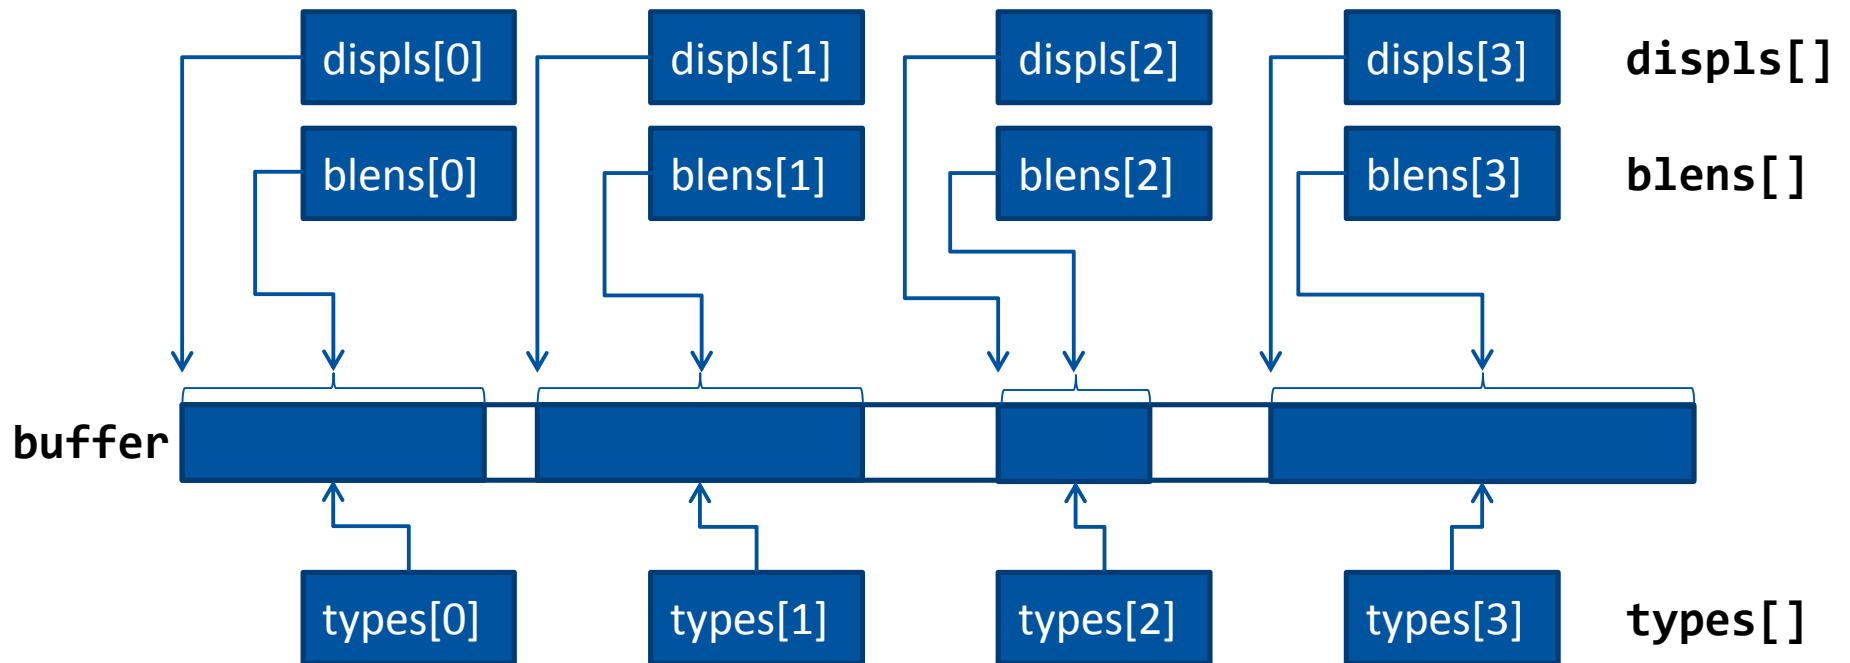 displs[0] displs[1] displs[2] displs[3] displs[]
blens[0] blens[1] blens[2] blens[3] blens[]
buffer
types[0] types[1] types[2] types[3] types[]